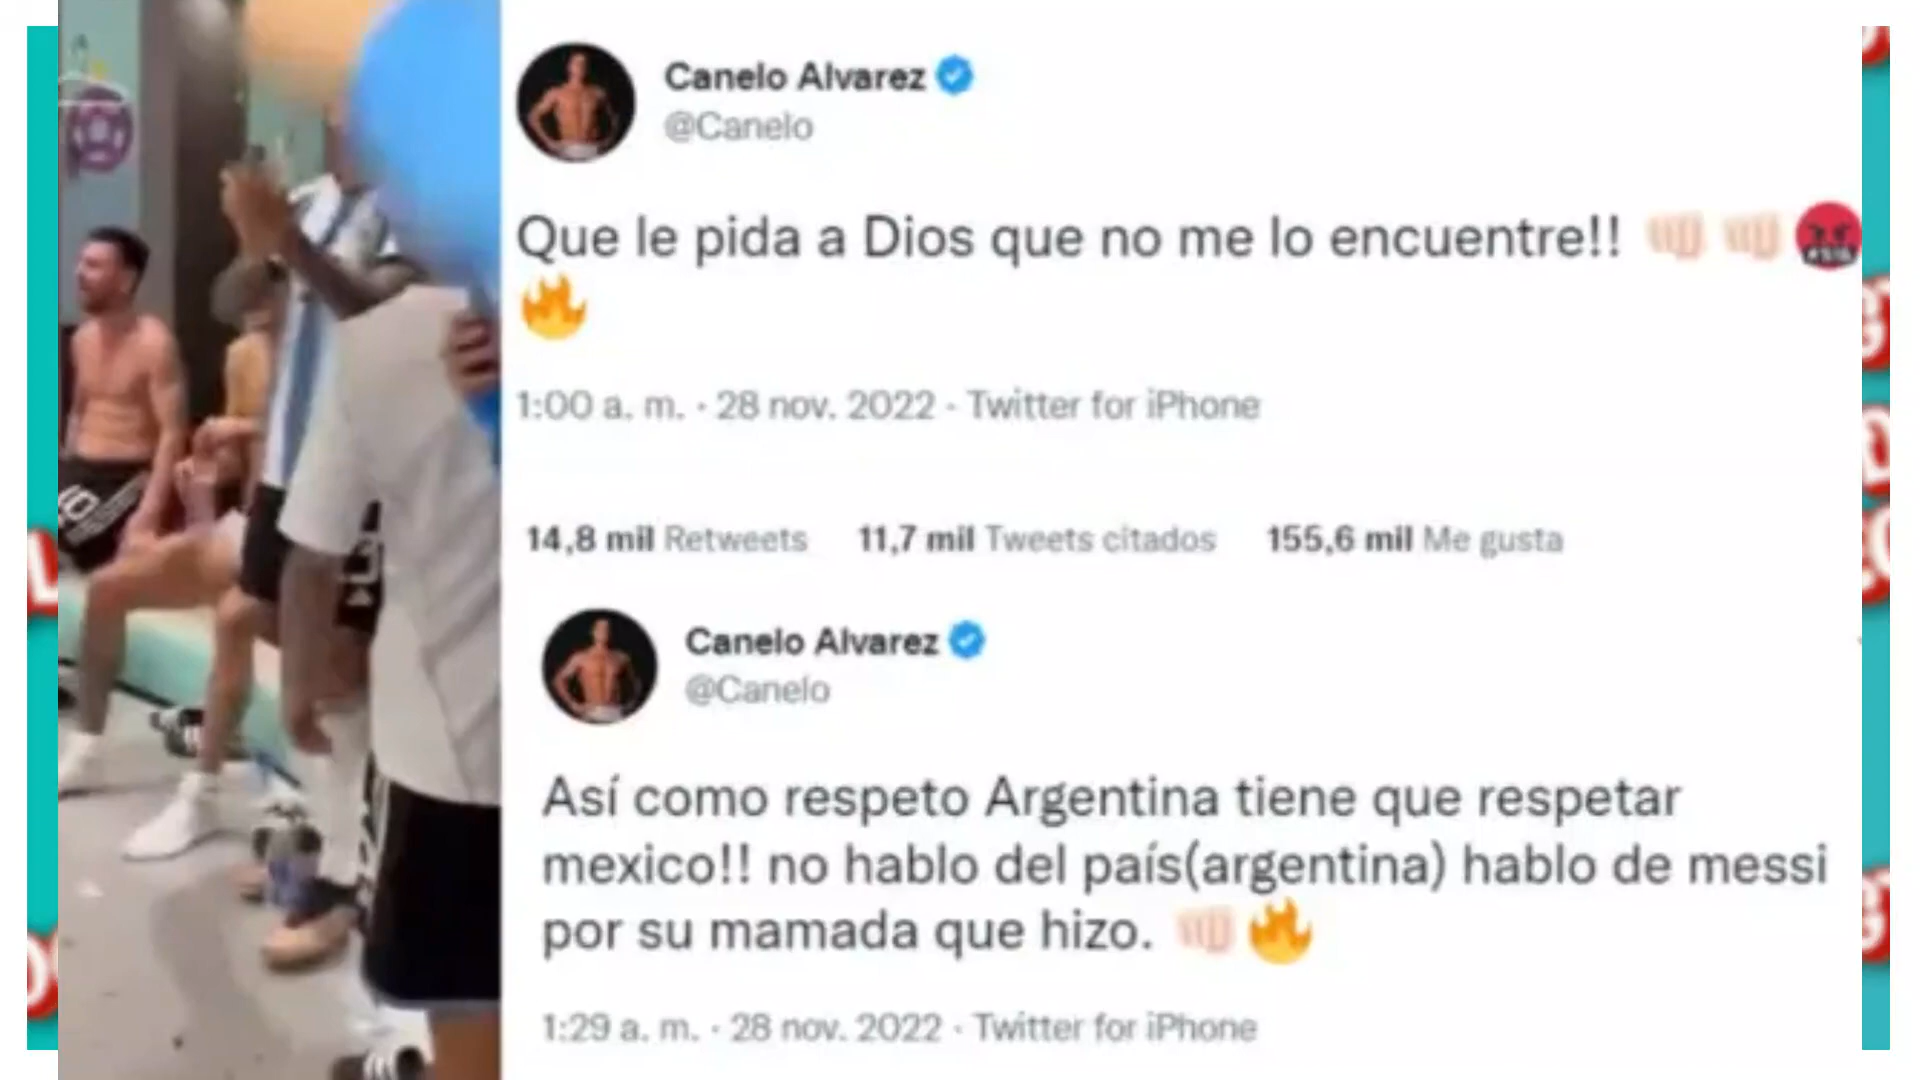 Canelo Alvarez
@Canelo
Que le pida a Dios que no me lo encuentre!! 👊🏻👊🏻🤬
🔥
1:00 a. m. · 28 nov. 2022 · Twitter for iPhone
14,8 mil Retweets 11,7 mil Tweets citados 155,6 mil Me gusta
Canelo Alvarez
@Canelo
Así como respeto Argentina tiene que respetar
mexico!! no hablo del país(argentina) hablo de messi
por su mamada que hizo. 👊🏻🔥
1:29 a. m. · 28 nov. 2022 · Twitter for iPhone